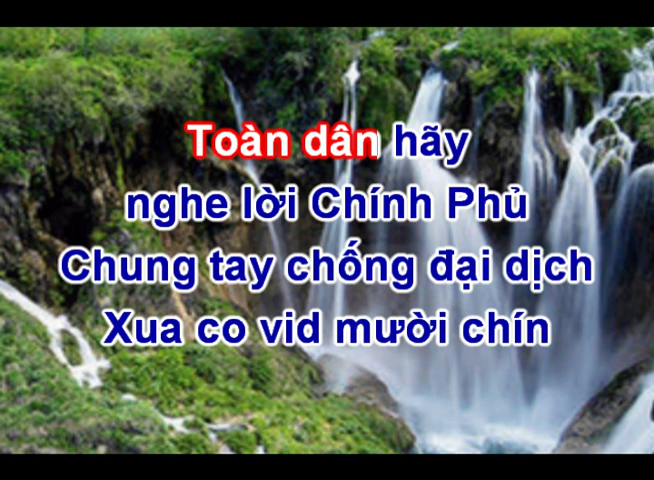 Toàn dân hãy
nghe lời Chính Phủ
Chung tay chống đại dịch
Xua co vid mười chín